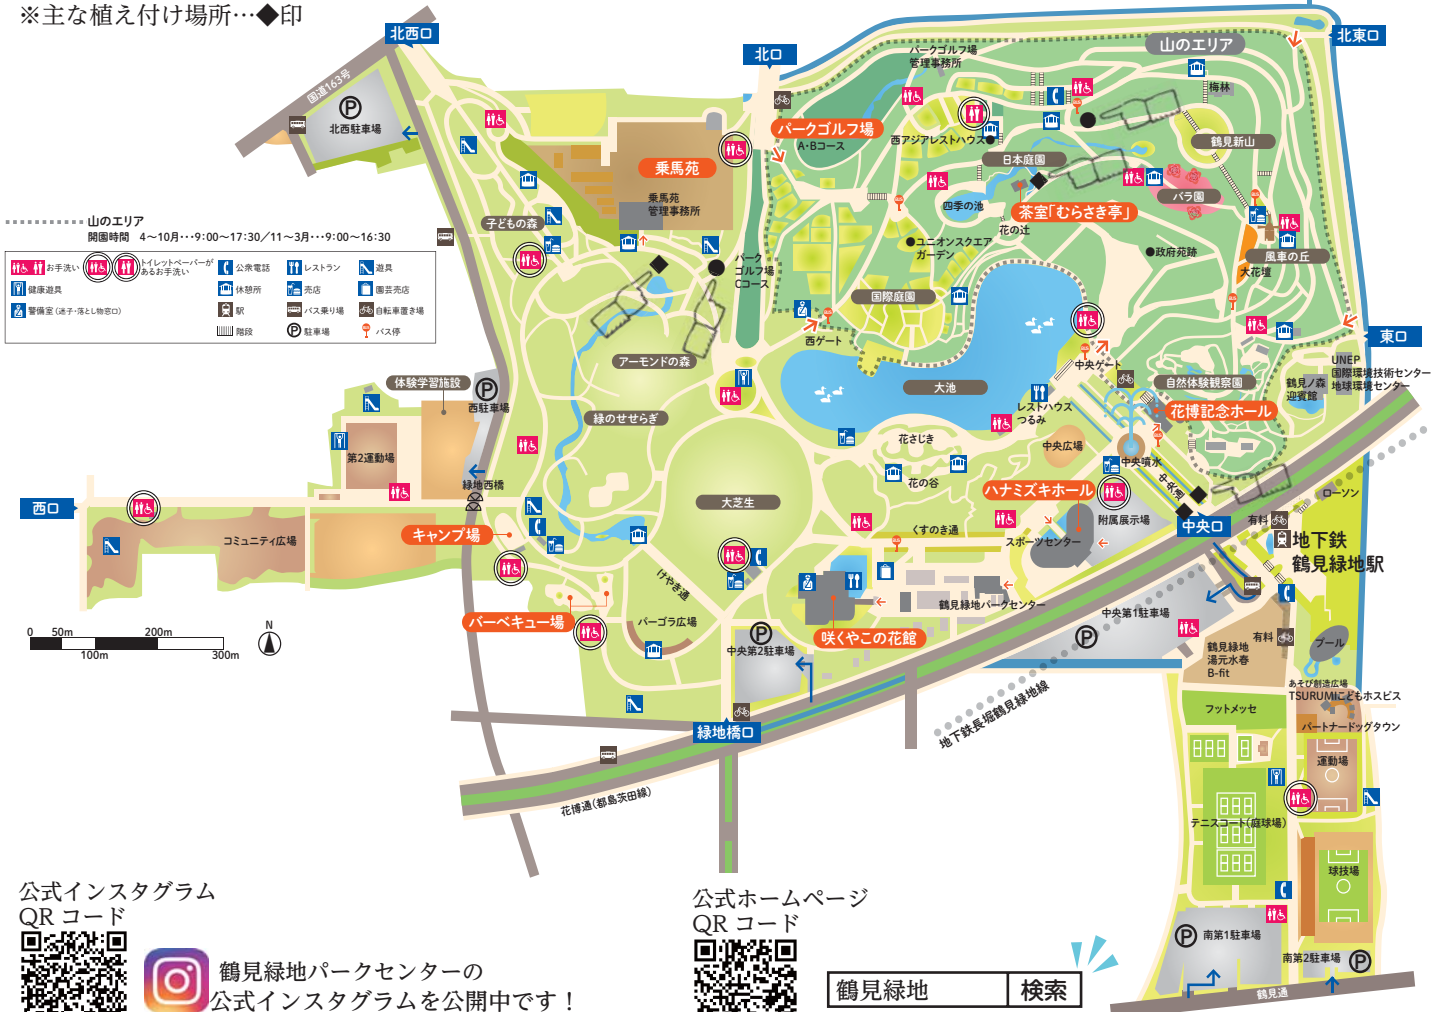 ※主な植え付け場所…◆印
北西口
国道163号
P
北西駐車場
北口
北東口
山のエリア
パークゴルフ場
管理事務所
梅林
パークゴルフ場
A・Bコース
西アジアレストハウス●
鶴見新山
日本庭園
乗馬苑
乗馬苑
管理事務所
茶室「むらさき亭」
バラ園
四季の池
花の辻
子どもの森
山のエリア
開園時間 4〜10月・・・9:00〜17:30／11〜3月・・・9:00〜16:30
お手洗い
トイレットペーパーが
あるお手洗い
公衆電話
レストラン
遊具
健康遊具
休憩所
売店
園芸売店
警備室（迷子・落とし物窓口）
駅
バス乗り場
自転車置き場
階段
P 駐車場
バス停
●ユニオンスクエア
ガーデン
●政府苑跡
風車の丘
大花壇
パーク
ゴルフ場
Cコース
国際庭園
西ゲート
東口
アーモンドの森
大池
中央ゲート
自然体験観察園
UNEP
国際環境技術センター
地球環境センター
鶴見ノ森
迎賓館
体験学習施設
P
西駐車場
緑のせせらぎ
レストハウス
つるみ
花博記念ホール
花さじき
中央広場
中央噴水
第2運動場
緑地西橋
花の谷
大芝生
ハナミズキホール
中央通
ローソン
西口
コミュニティ広場
キャンプ場
くすのき通
附属展示場
中央口
有料
スポーツセンター
地下鉄
鶴見緑地駅
けやき通
鶴見緑地パークセンター
中央第1駐車場
P
バーベキュー場
パーゴラ広場
咲くやこの花館
P
中央第2駐車場
有料
プール
鶴見緑地
湯元水春
B-fit
0 50m 200m
100m 300m
N
あそび創造広場
TSURUMIこどもホスピス
地下鉄長堀鶴見緑地線
フットメッセ
パートナードッグタウン
緑地橋口
運動場
花博通（都島茨田線）
テニスコート（庭球場）
球技場
公式インスタグラム
QR コード
公式ホームページ
QR コード
P 南第1駐車場
南第2駐車場 P
鶴見通
鶴見緑地パークセンターの
公式インスタグラムを公開中です！
鶴見緑地 検索